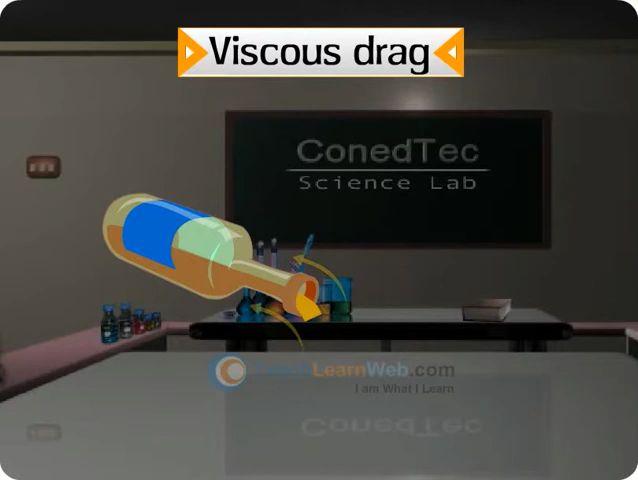 Viscous drag
ConedTec
Science Lab
LearnWeb.com
I am What I Learn